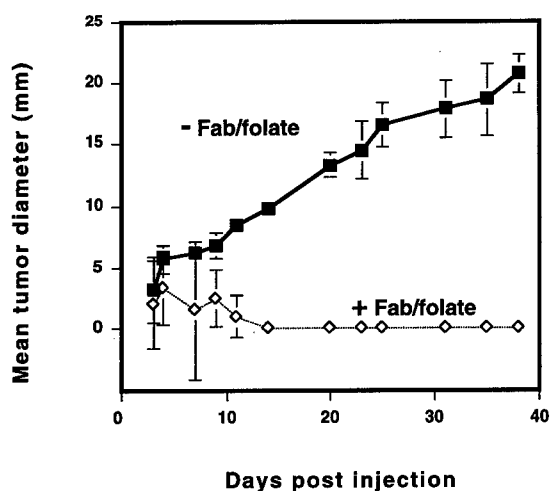 25
20
15
10
5
0
Mean tumor diameter (mm)
- Fab/folate
+ Fab/folate
0 10 20 30 40
Days post injection